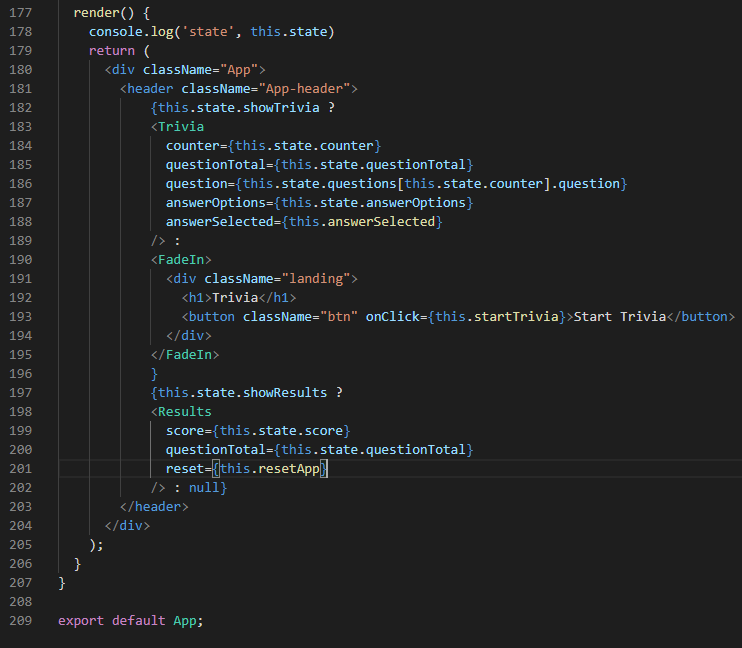 177 render() {
178 console.log('state', this.state)
179 return (
180 <div className="App">
181 <header className="App-header">
182 {this.state.showTrivia ?
183 <Trivia
184 counter={this.state.counter}
185 questionTotal={this.state.questionTotal}
186 question={this.state.questions[this.state.counter].question}
187 answerOptions={this.state.answerOptions}
188 answerSelected={this.answerSelected}
189 /> :
190 <FadeIn>
191 <div className="landing">
192 <h1>Trivia</h1>
193 <button className="btn" onClick={this.startTrivia}>Start Trivia</button>
194 </div>
195 </FadeIn>
196 }
197 {this.state.showResults ?
198 <Results
199 score={this.state.score}
200 questionTotal={this.state.questionTotal}
201 reset={this.resetApp}
202 /> : null}
203 </header>
204 </div>
205 );
206 }
207 }
208
209 export default App;